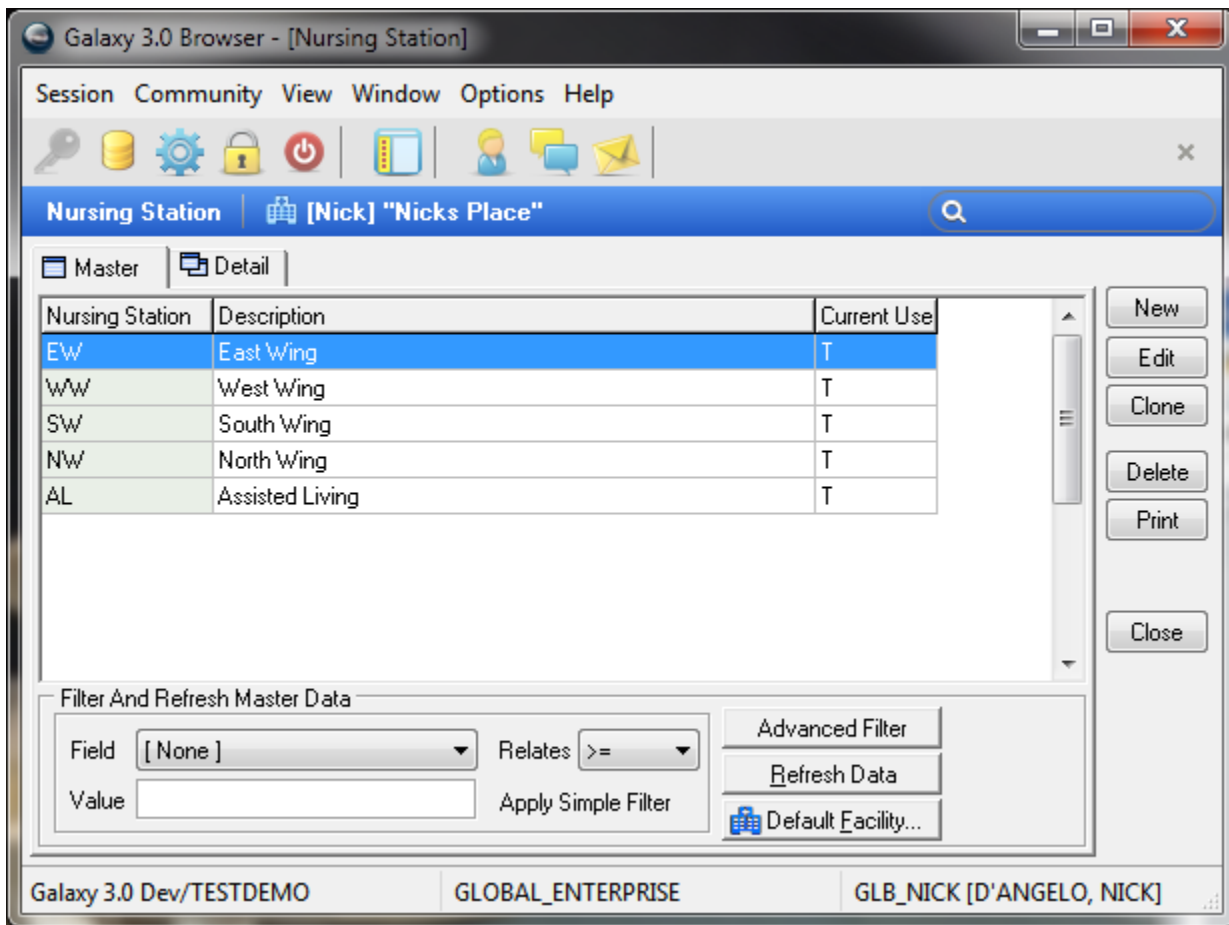 Galaxy 3.0 Browser - [Nursing Station]
Session Community View Window Options Help
Nursing Station [Nick] "Nicks Place"
Master Detail
Nursing Station Description Current Use
EW East Wing T
WW West Wing T
SW South Wing T
NW North Wing T
AL Assisted Living T
New
Edit
Clone
Delete
Print
Close
Filter And Refresh Master Data
Field [ None ] Relates >=
Value Apply Simple Filter
Advanced Filter
Refresh Data
Default Facility...
Galaxy 3.0 Dev/TESTDEMO GLOBAL_ENTERPRISE GLB_NICK [D'ANGELO, NICK]